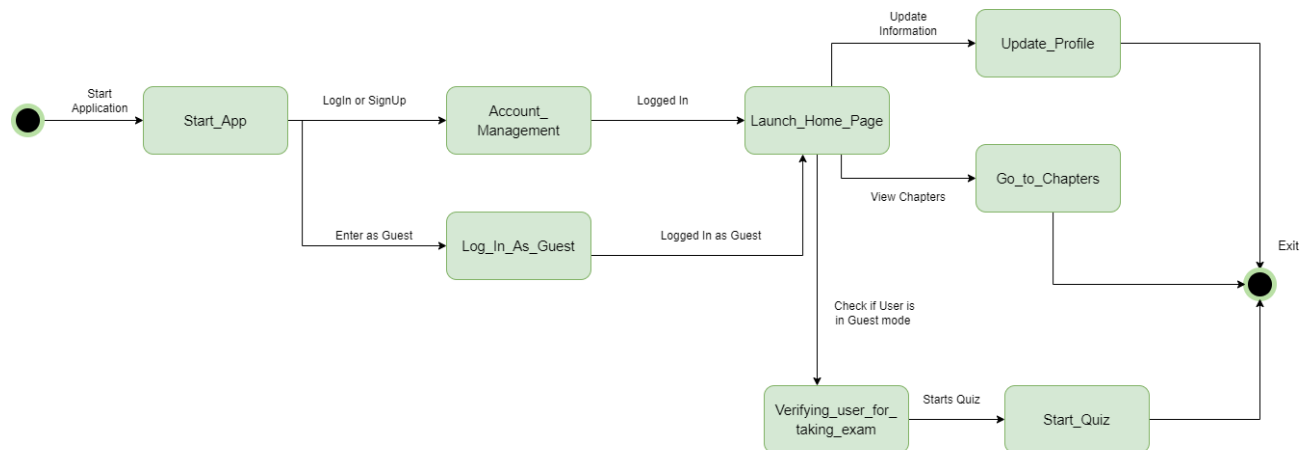 Start
Application
Start_App
LogIn or SignUp
Account_
Management
Logged In
Launch_Home_Page
Update
Information
Update_Profile
View Chapters
Go_to_Chapters
Enter as Guest
Log_In_As_Guest
Logged In as Guest
Exit
Check if User is
in Guest mode
Verifying_user_for_
taking_exam
Starts Quiz
Start_Quiz